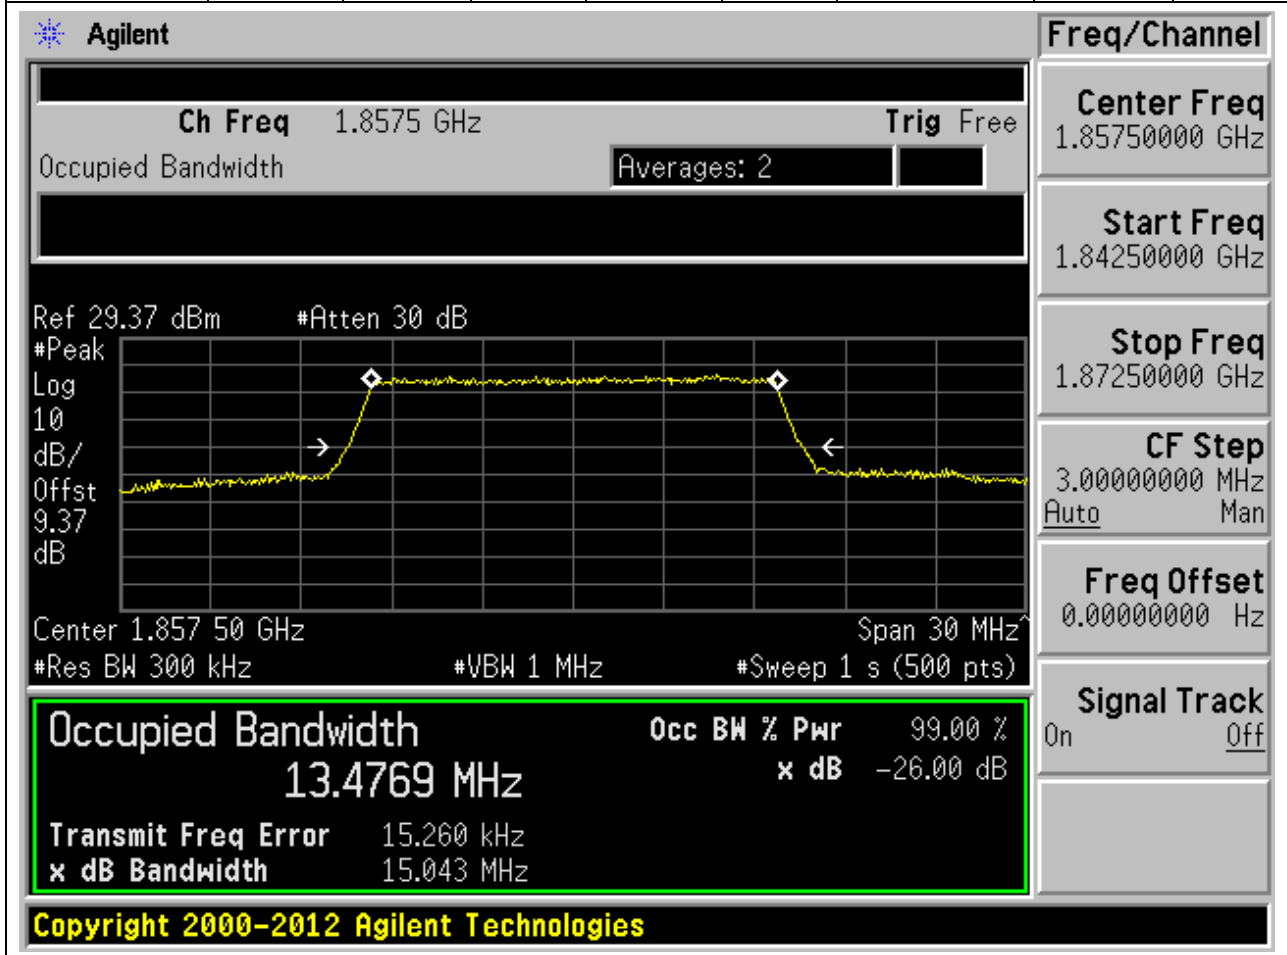 Agilent
Freq/Channel
Ch Freq 1.8575 GHz Trig Free
Occupied Bandwidth Averages: 2
Center Freq
1.85750000 GHz
Start Freq
1.84250000 GHz
Stop Freq
1.87250000 GHz
CF Step
3.00000000 MHz
Auto Man
Freq Offset
0.00000000 Hz
Signal Track
On Off
Ref 29.37 dBm #Atten 30 dB
#Peak
Log
10
dB/
Offst
9.37
dB
Center 1.857 50 GHz Span 30 MHz^
#Res BW 300 kHz #VBW 1 MHz #Sweep 1 s (500 pts)
Occupied Bandwidth Occ BW % Pwr 99.00 %
13.4769 MHz x dB -26.00 dB
Transmit Freq Error 15.260 kHz
x dB Bandwidth 15.043 MHz
Copyright 2000-2012 Agilent Technologies